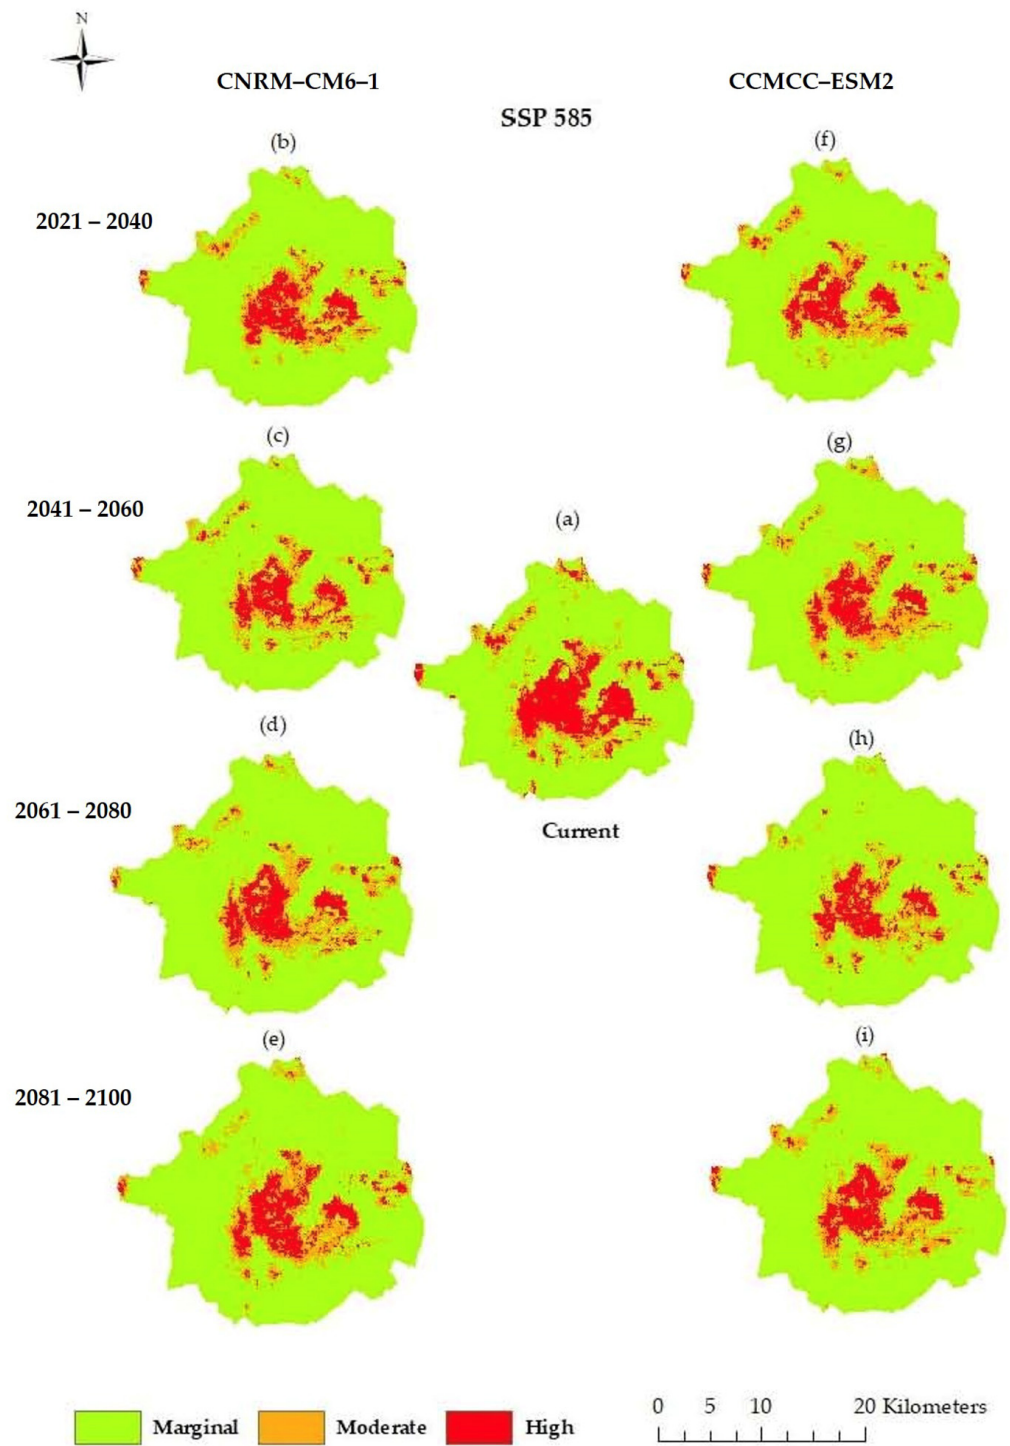 N
CNRM–CM6–1
CCMCC–ESM2
SSP 585
(b)
(f)
2021 – 2040
(c)
(g)
2041 – 2060
(a)
(d)
(h)
2061 – 2080
Current
(e)
(i)
2081 – 2100
0 5 10 20 Kilometers
Marginal Moderate High